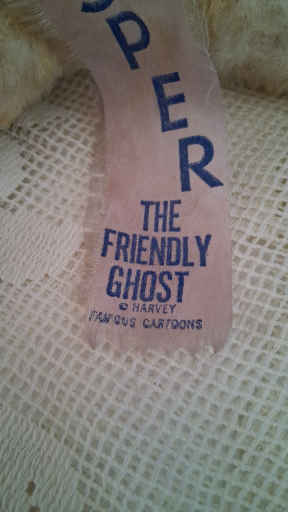 SPER
THE
FRIENDLY
GHOST
© HARVEY
FAMOUS CARTOONS